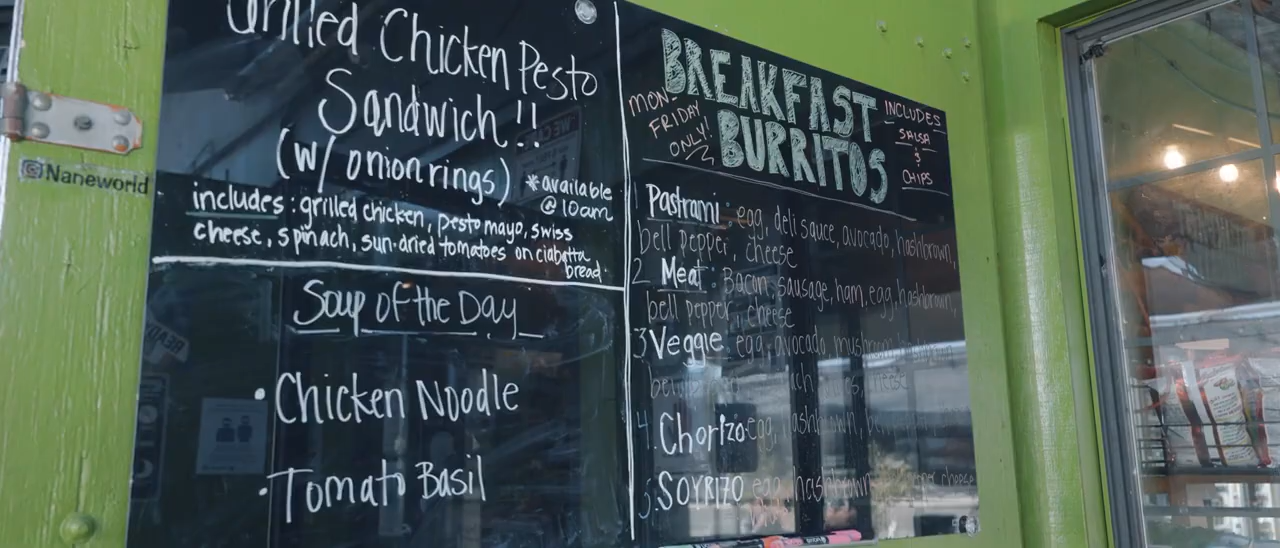 Grilled Chicken Pesto
Sandwich!!
(w/ onion rings) *available
@ 10am
includes: grilled chicken, pesto mayo, swiss
cheese, spinach, sun-dried tomatoes on ciabatta
bread.
Soup of the Day
• Chicken Noodle
• Tomato Basil
BREAKFAST
BURRITOS
MON-
FRIDAY
ONLY!
INCLUDES
SALSA
&
CHIPS
1 Pastrami: egg, deli sauce, avocado, hashbrown,
bell pepper, cheese
2 Meat: Bacon, sausage, ham, egg, hashbrown,
bell pepper, cheese
3 Veggie: egg, avocado, mushroom, hashbrown,
cheese
4. Chorizo egg, hashbrown,
5. SOYRIZO egg, hashbrown, pepper cheese
Naneworld